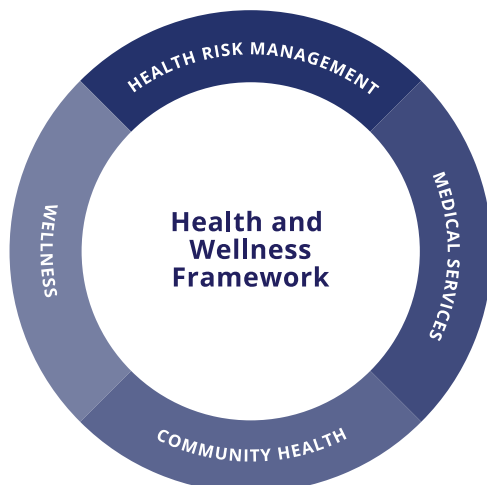 HEALTH RISK MANAGEMENT
MEDICAL SERVICES
COMMUNITY HEALTH
WELLNESS
Health and
Wellness
Framework